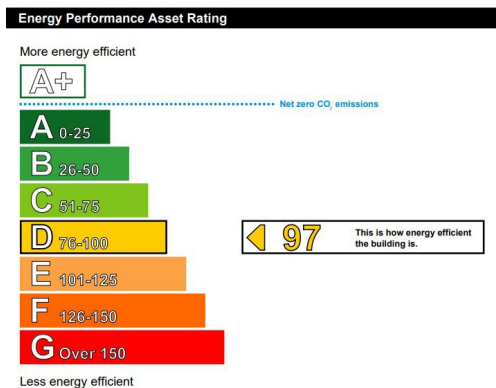 Energy Performance Asset Rating
More energy efficient
A+
Net zero CO₂ emissions
A 0-25
B 26-50
C 51-75
D 76-100
97
This is how energy efficient
the building is.
E 101-125
F 126-150
G Over 150
Less energy efficient